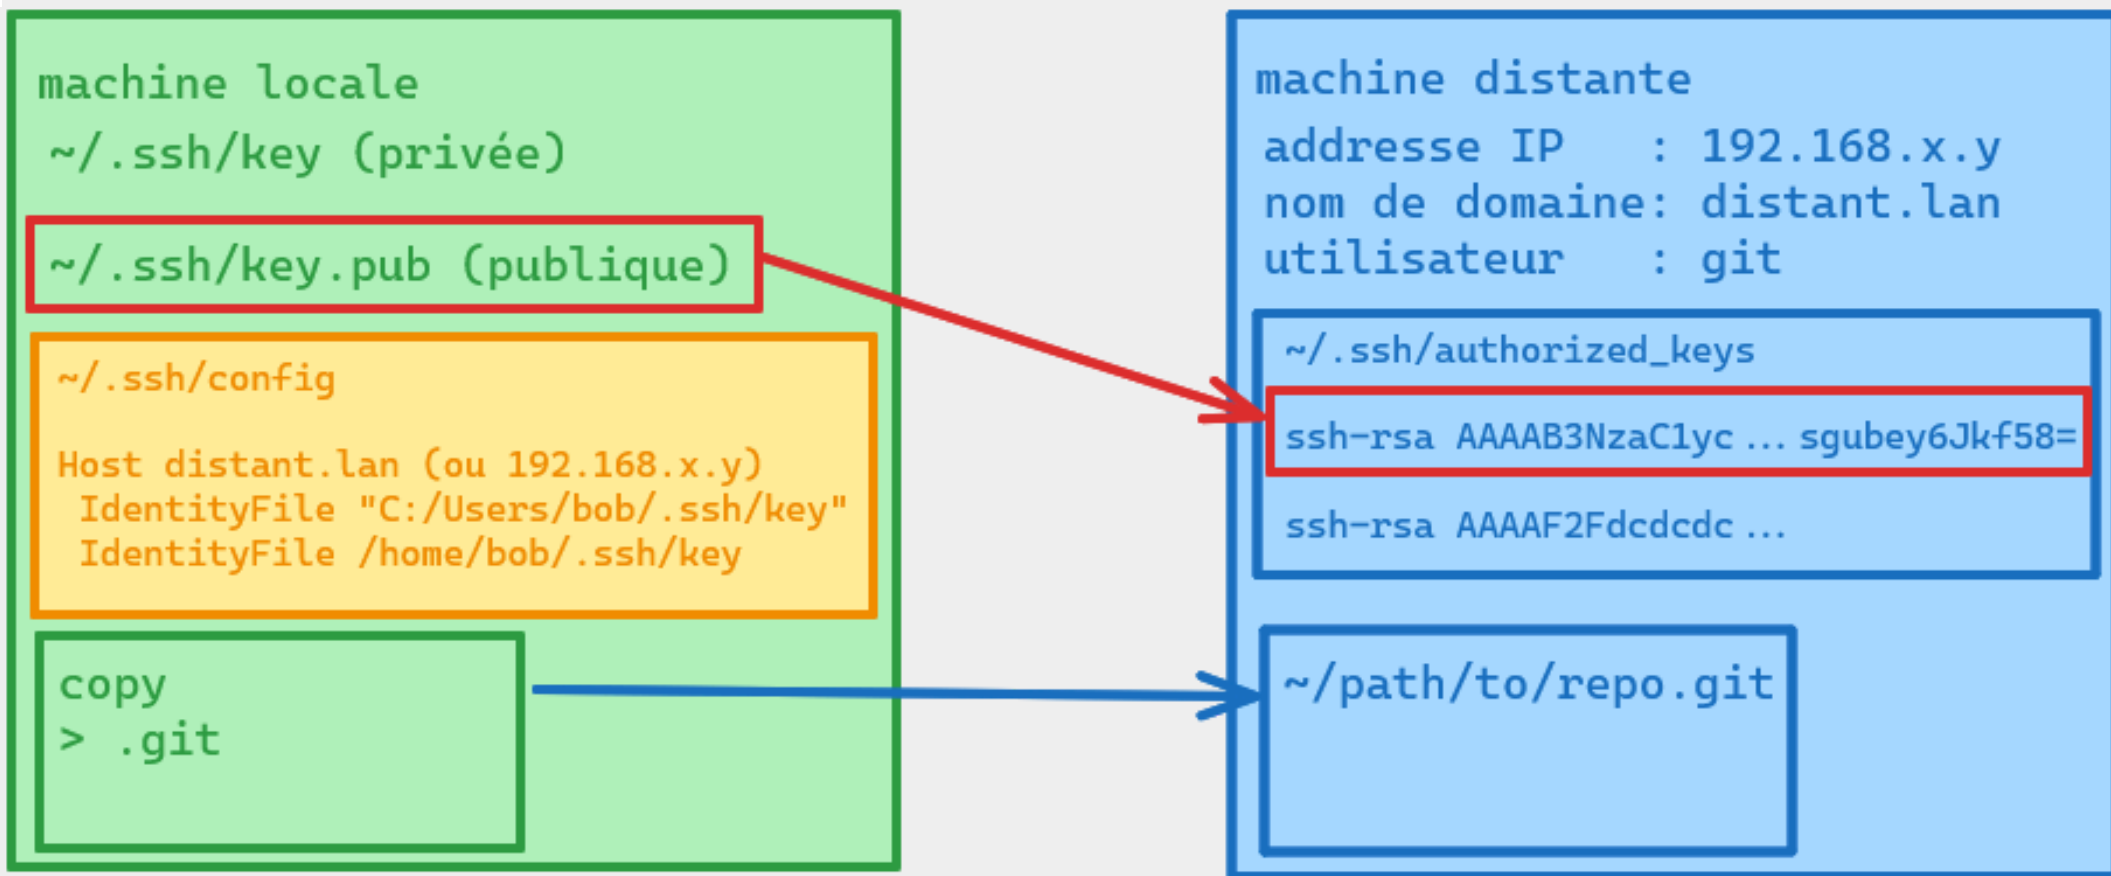 machine locale
~/.ssh/key (privée)
~/.ssh/key.pub (publique)
~/.ssh/config
Host distant.lan (ou 192.168.x.y)
IdentityFile "C:/Users/bob/.ssh/key"
IdentityFile /home/bob/.ssh/key
copy
> .git
machine distante
addresse IP : 192.168.x.y
nom de domaine: distant.lan
utilisateur : git
~/.ssh/authorized_keys
ssh-rsa AAAAB3NzaC1yc ... sgubey6Jkf58=
ssh-rsa AAAAF2Fdcdcdc ...
~/path/to/repo.git